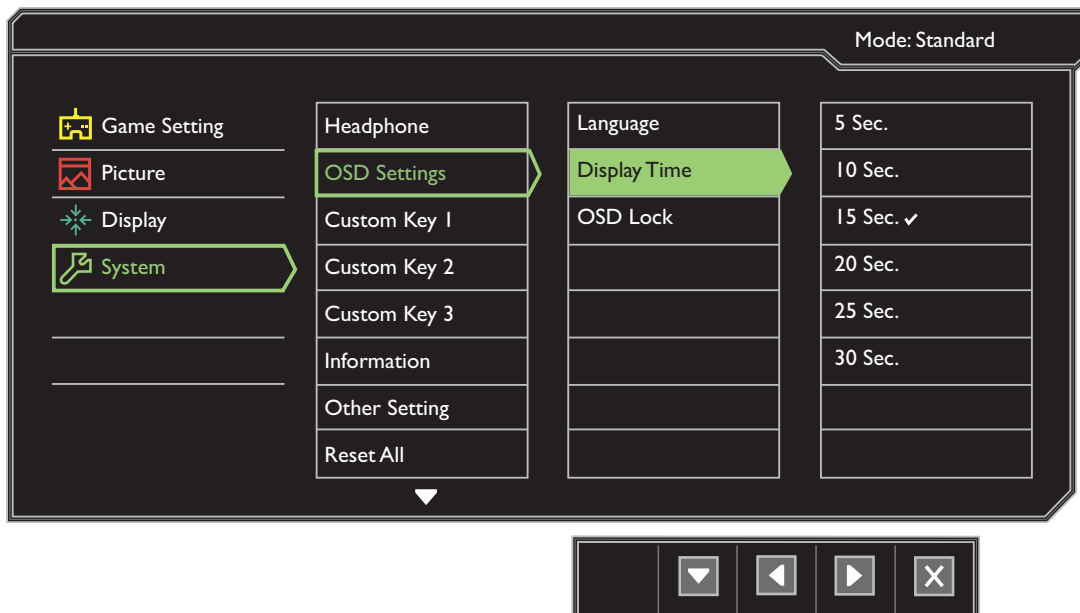 Mode: Standard
Game Setting
Picture
Display
System
Headphone
OSD Settings
Custom Key 1
Custom Key 2
Custom Key 3
Information
Other Setting
Reset All
Language
Display Time
OSD Lock
5 Sec.
10 Sec.
15 Sec. ✔
20 Sec.
25 Sec.
30 Sec.